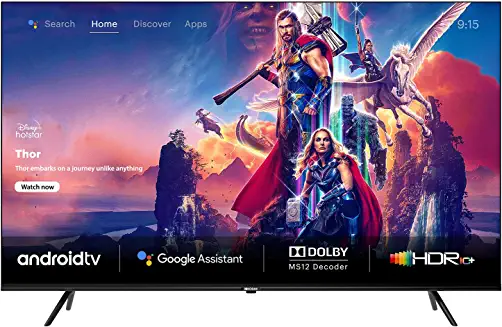 Search Home Discover Apps 9:15
Disney+
hotstar
Thor
Thor embarks on a journey unlike anything
Watch now
androidtv
Google Assistant
DOLBY
MS12 Decoder
HDR10+